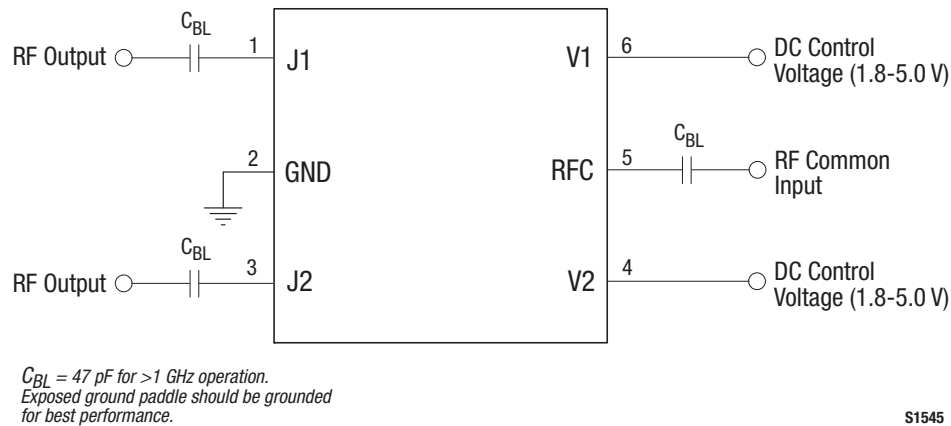 C_BL
RF Output
1
J1
V1
6
DC Control
Voltage (1.8-5.0 V)
2
GND
RFC
5
C_BL
RF Common
Input
C_BL
RF Output
3
J2
V2
4
DC Control
Voltage (1.8-5.0 V)
C_BL = 47 pF for >1 GHz operation.
Exposed ground paddle should be grounded
for best performance.
S1545